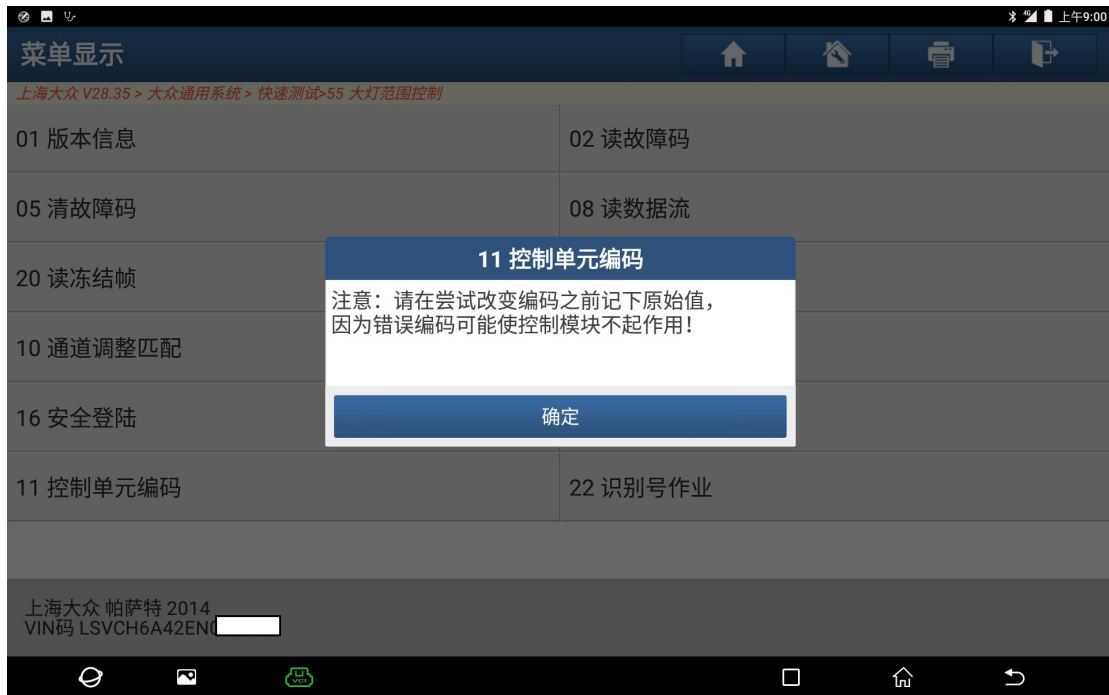 4G 上午9:00
菜单显示
上海大众 V28.35 > 大众通用系统 > 快速测试>55 大灯范围控制
01 版本信息
02 读故障码
05 清故障码
08 读数据流
11 控制单元编码
20 读冻结帧
注意：请在尝试改变编码之前记下原始值，
因为错误编码可能使控制模块不起作用！
10 通道调整匹配
16 安全登陆
确定
11 控制单元编码
22 识别号作业
上海大众 帕萨特 2014
VIN码 LSVCH6A42EN
VCI